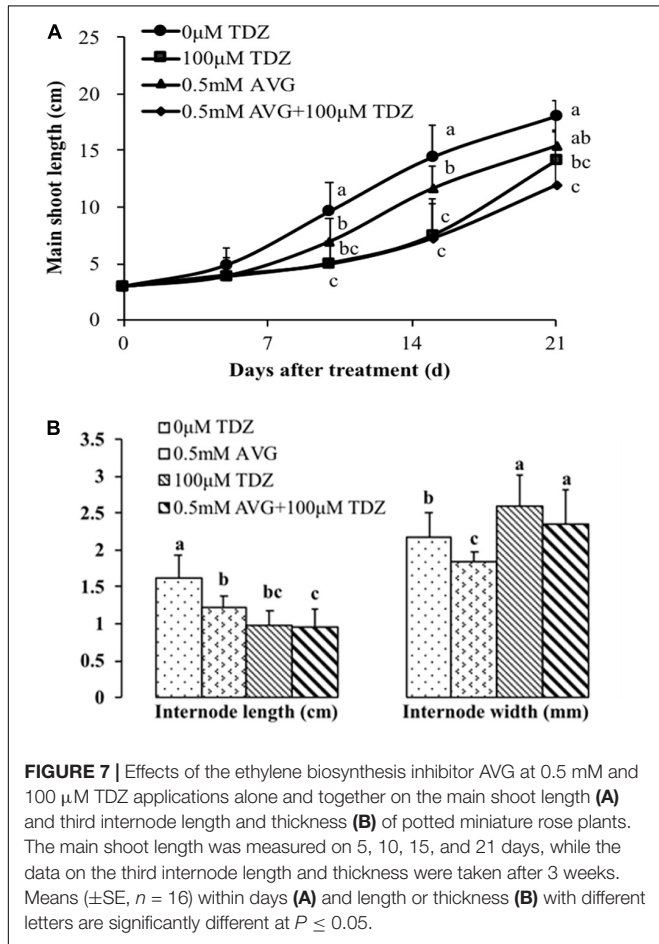 A
25
20
15
10
5
0
Main shoot length (cm)
0μM TDZ
100μM TDZ
0.5mM AVG
0.5mM AVG+100μM TDZ
a
b
bc
c
a
b
c
c
a
ab
bc
c
0
7
14
21
Days after treatment (d)
B
3.5
3
2.5
2
1.5
1
0.5
0
0μM TDZ
0.5mM AVG
100μM TDZ
0.5mM AVG+100μM TDZ
a
b
bc
c
b
c
a
a
Internode length (cm)
Internode width (mm)
FIGURE 7 | Effects of the ethylene biosynthesis inhibitor AVG at 0.5 mM and
100 μM TDZ applications alone and together on the main shoot length (A)
and third internode length and thickness (B) of potted miniature rose plants.
The main shoot length was measured on 5, 10, 15, and 21 days, while the
data on the third internode length and thickness were taken after 3 weeks.
Means (±SE, n = 16) within days (A) and length or thickness (B) with different
letters are significantly different at P ≤ 0.05.